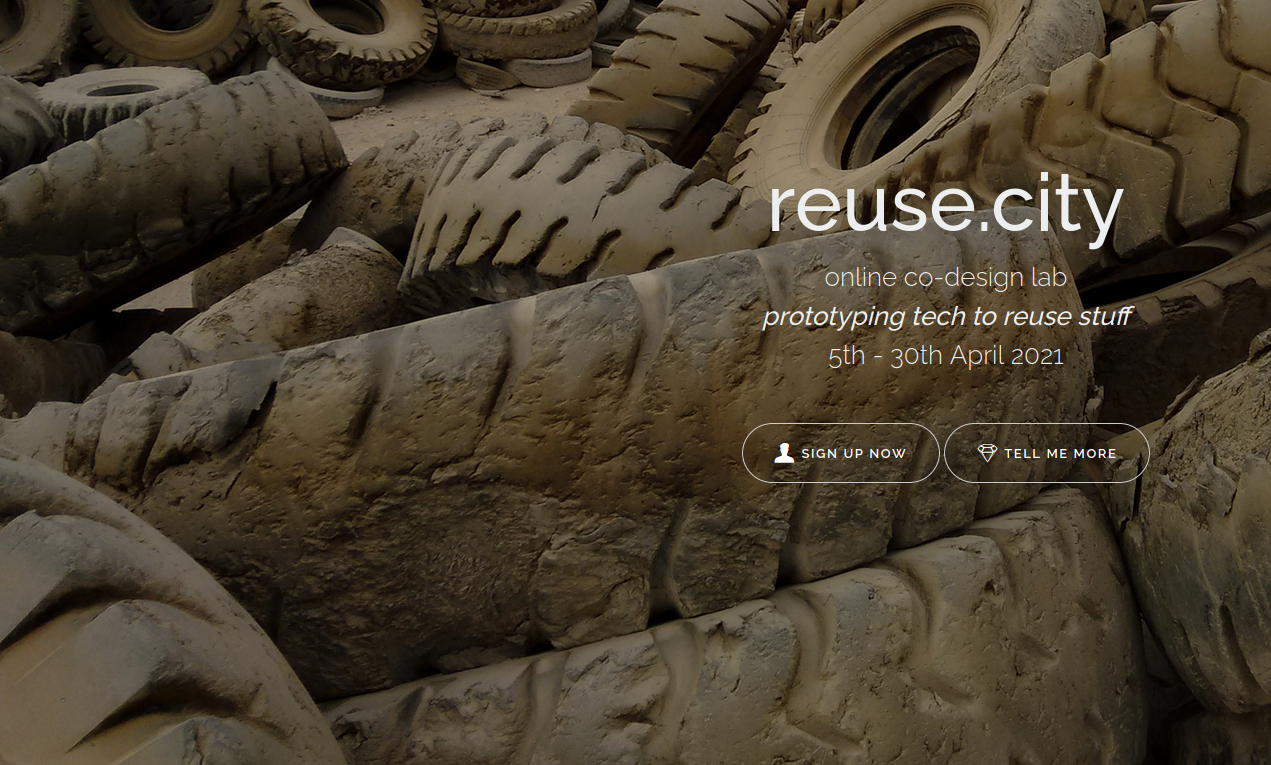 reuse.city
online co-design lab
prototyping tech to reuse stuff
5th - 30th April 2021
SIGN UP NOW
TELL ME MORE